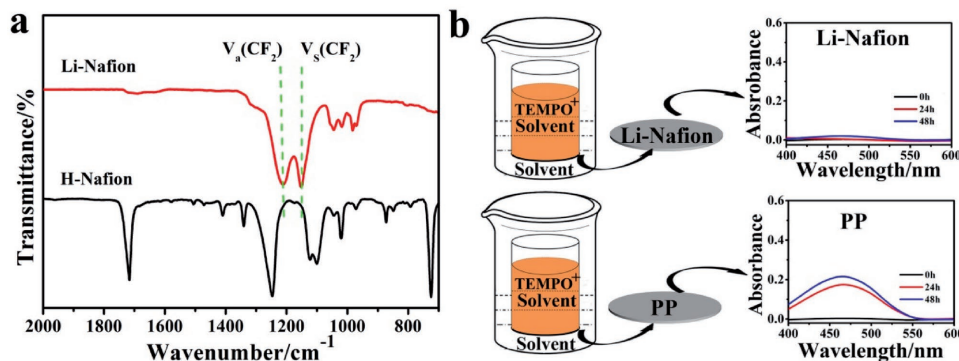 a
Li-Nafion
Vₐ(CF₂)
Vₛ(CF₂)
H-Nafion
Transmittance/%
2000
1800
1600
1400
1200
1000
800
Wavenumber/cm⁻¹
b
TEMPO⁺
Solvent
Solvent
Li-Nafion
Li-Nafion
0h
24h
48h
0.6
0.4
0.2
0.0
400
450
500
550
600
Absorbance
Wavelength/nm
TEMPO⁺
Solvent
Solvent
PP
PP
0h
24h
48h
0.6
0.4
0.2
0.0
400
450
500
550
600
Absorbance
Wavelength/nm